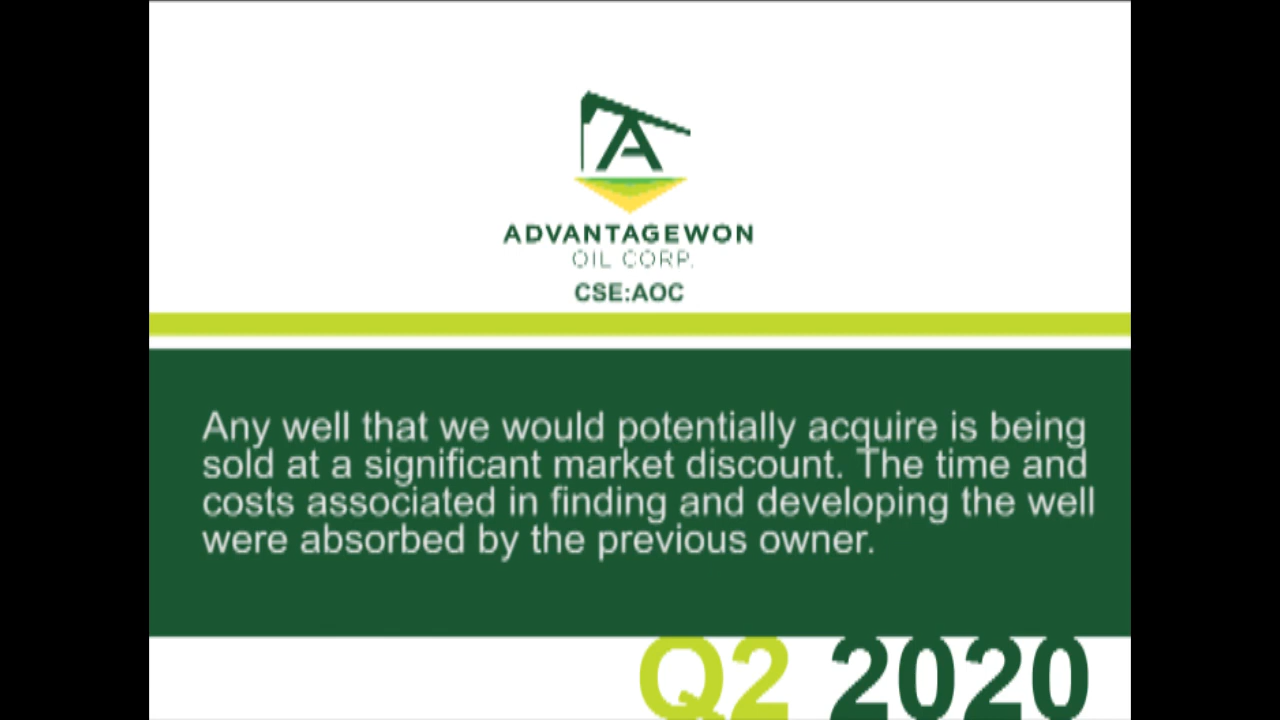 ADVANTAGEWON
OIL CORP.
CSE:AOC
Any well that we would potentially acquire is being
sold at a significant market discount. The time and
costs associated in finding and developing the well
were absorbed by the previous owner.
Q2 2020